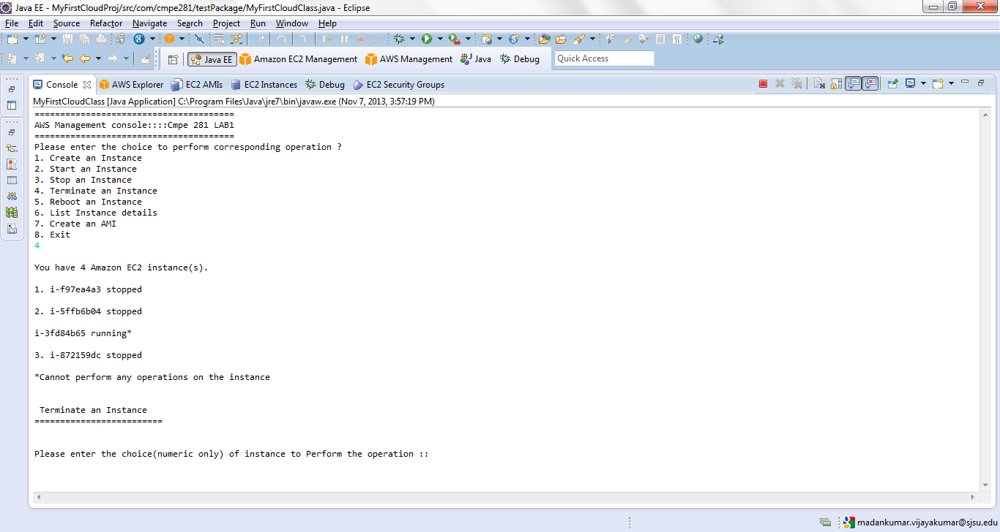 Java EE - MyFirstCloudProj/src/com/cmpe281/testPackage/MyFirstCloudClass.java - Eclipse
File Edit Source Refactor Navigate Search Project Run Window Help
Java EE Amazon EC2 Management AWS Management Java Debug Quick Access
Console AWS Explorer EC2 AMIs EC2 Instances Debug EC2 Security Groups
MyFirstCloudClass [Java Application] C:\Program Files\Java\jre7\bin\javaw.exe (Nov 7, 2013, 3:57:19 PM)
=======================================
AWS Management console::::Cmpe 281 LAB1
=======================================
Please enter the choice to perform corresponding operation ?
1. Create an Instance
2. Start an Instance
3. Stop an Instance
4. Terminate an Instance
5. Reboot an Instance
6. List Instance details
7. Create an AMI
8. Exit
4
You have 4 Amazon EC2 instance(s).
1. i-f97ea4a3 stopped
2. i-5ffb6b04 stopped
i-3fd84b65 running*
3. i-872159dc stopped
*Cannot perform any operations on the instance
Terminate an Instance
=========================
Please enter the choice(numeric only) of instance to Perform the operation ::
madankumar.vijayakumar@sjsu.edu